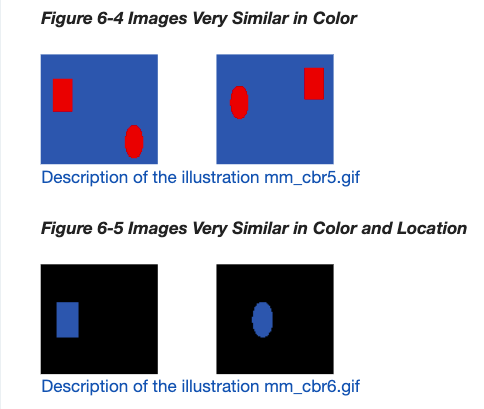 Figure 6-4 Images Very Similar in Color
Description of the illustration mm_cbr5.gif
Figure 6-5 Images Very Similar in Color and Location
Description of the illustration mm_cbr6.gif